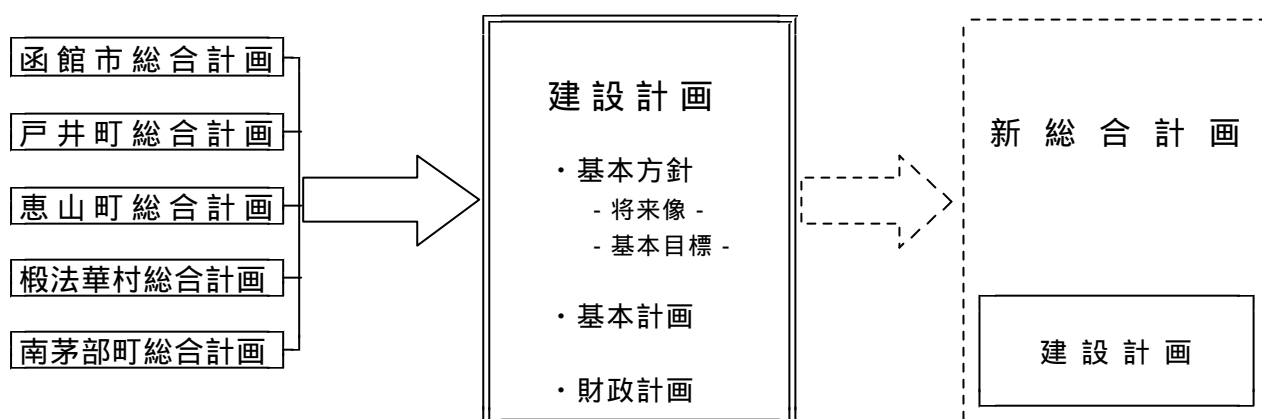 函館市総合計画
戸井町総合計画
恵山町総合計画
椴法華村総合計画
南茅部町総合計画
建設計画
・基本方針
- 将来像 -
- 基本目標 -
・基本計画
・財政計画
新総合計画
建設計画